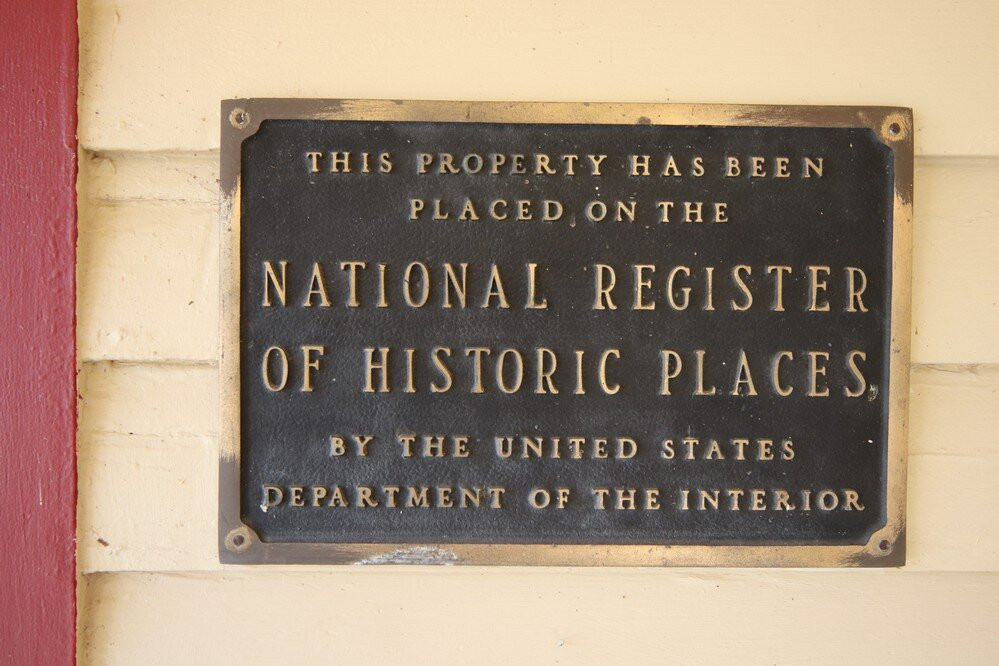 THIS PROPERTY HAS BEEN
PLACED ON THE
NATIONAL REGISTER
OF HISTORIC PLACES
BY THE UNITED STATES
DEPARTMENT OF THE INTERIOR